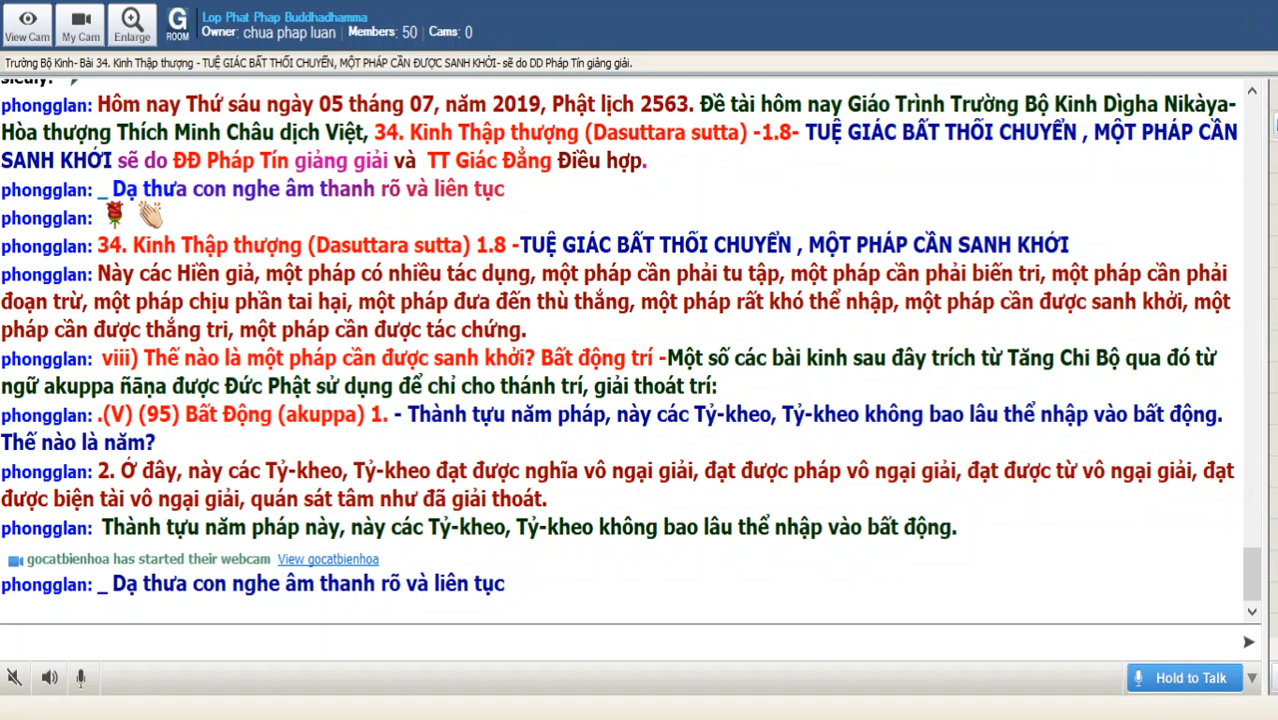 Lop Phat Phap Buddhadhamma
View Cam
My Cam
Enlarge
G
ROOM
Owner: chua phap luan Members: 50 Cams: 0
Trường Bộ Kinh- Bài 34. Kinh Thập thượng - TUỆ GIÁC BẤT THỐI CHUYỂN, MỘT PHÁP CẦN ĐƯỢC SANH KHỞI- sẽ do DD Pháp Tín giảng giải.
phongglan: Hôm nay Thứ sáu ngày 05 tháng 07, năm 2019, Phật lịch 2563. Đề tài hôm nay Giáo Trình Trường Bộ Kinh Dìgha Nikàya-
Hòa thượng Thích Minh Châu dịch Việt, 34. Kinh Thập thượng (Dasuttara sutta) -1.8- TUỆ GIÁC BẤT THỐI CHUYỂN , MỘT PHÁP CẦN
SANH KHỞI sẽ do ĐĐ Pháp Tín giảng giải và TT Giác Đẳng Điều hợp.
phongglan: _ Dạ thưa con nghe âm thanh rõ và liên tục
phongglan:
phongglan: 34. Kinh Thập thượng (Dasuttara sutta) 1.8 -TUỆ GIÁC BẤT THỐI CHUYỂN , MỘT PHÁP CẦN SANH KHỞI
phongglan: Này các Hiền giả, một pháp có nhiều tác dụng, một pháp cần phải tu tập, một pháp cần phải biến tri, một pháp cần phải
đoạn trừ, một pháp chịu phần tai hại, một pháp đưa đến thù thắng, một pháp rất khó thể nhập, một pháp cần được sanh khởi, một
pháp cần được thắng tri, một pháp cần được tác chứng.
phongglan: viii) Thế nào là một pháp cần được sanh khởi? Bất động trí -Một số các bài kinh sau đây trích từ Tăng Chi Bộ qua đó từ
ngữ akuppa ñāṇa được Đức Phật sử dụng để chỉ cho thánh trí, giải thoát trí:
phongglan: .(V) (95) Bất Động (akuppa) 1. - Thành tựu năm pháp, này các Tỷ-kheo, Tỷ-kheo không bao lâu thể nhập vào bất động.
Thế nào là năm?
phongglan: 2. Ở đây, này các Tỷ-kheo, Tỷ-kheo đạt được nghĩa vô ngại giải, đạt được pháp vô ngại giải, đạt được từ vô ngại giải, đạt
được biện tài vô ngại giải, quán sát tâm như đã giải thoát.
phongglan: Thành tựu năm pháp này, này các Tỷ-kheo, Tỷ-kheo không bao lâu thể nhập vào bất động.
gocatbienhoa has started their webcam View gocatbienhoa
phongglan: _ Dạ thưa con nghe âm thanh rõ và liên tục
Hold to Talk